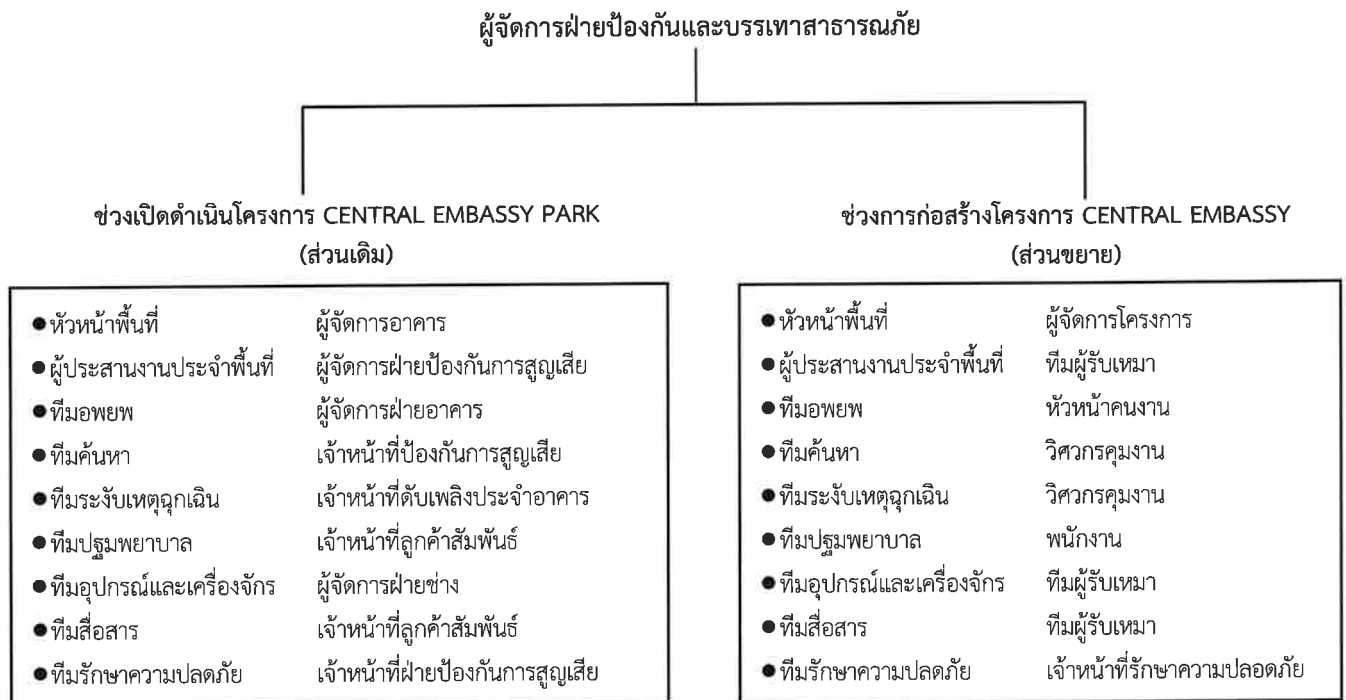 ผู้จัดการฝ่ายป้องกันและบรรเทาสาธารณภัย
ช่วงเปิดดำเนินโครงการ CENTRAL EMBASSY PARK
(ส่วนเดิม)
●หัวหน้าพื้นที่ ผู้จัดการอาคาร
●ผู้ประสานงานประจำพื้นที่ ผู้จัดการฝ่ายป้องกันการสูญเสีย
●ทีมอพยพ ผู้จัดการฝ่ายอาคาร
●ทีมค้นหา เจ้าหน้าที่ป้องกันการสูญเสีย
●ทีมระงับเหตุฉุกเฉิน เจ้าหน้าที่ดับเพลิงประจำอาคาร
●ทีมปฐมพยาบาล เจ้าหน้าที่ลูกค้าสัมพันธ์
●ทีมอุปกรณ์และเครื่องจักร ผู้จัดการฝ่ายช่าง
●ทีมสื่อสาร เจ้าหน้าที่ลูกค้าสัมพันธ์
●ทีมรักษาความปลดภัย เจ้าหน้าที่ฝ่ายป้องกันการสูญเสีย
ช่วงการก่อสร้างโครงการ CENTRAL EMBASSY
(ส่วนขยาย)
●หัวหน้าพื้นที่ ผู้จัดการโครงการ
●ผู้ประสานงานประจำพื้นที่ ทีมผู้รับเหมา
●ทีมอพยพ หัวหน้าคนงาน
●ทีมค้นหา วิศวกรคุมงาน
●ทีมระงับเหตุฉุกเฉิน วิศวกรคุมงาน
●ทีมปฐมพยาบาล พนักงาน
●ทีมอุปกรณ์และเครื่องจักร ทีมผู้รับเหมา
●ทีมสื่อสาร ทีมผู้รับเหมา
●ทีมรักษาความปลดภัย เจ้าหน้าที่รักษาความปลอดภัย